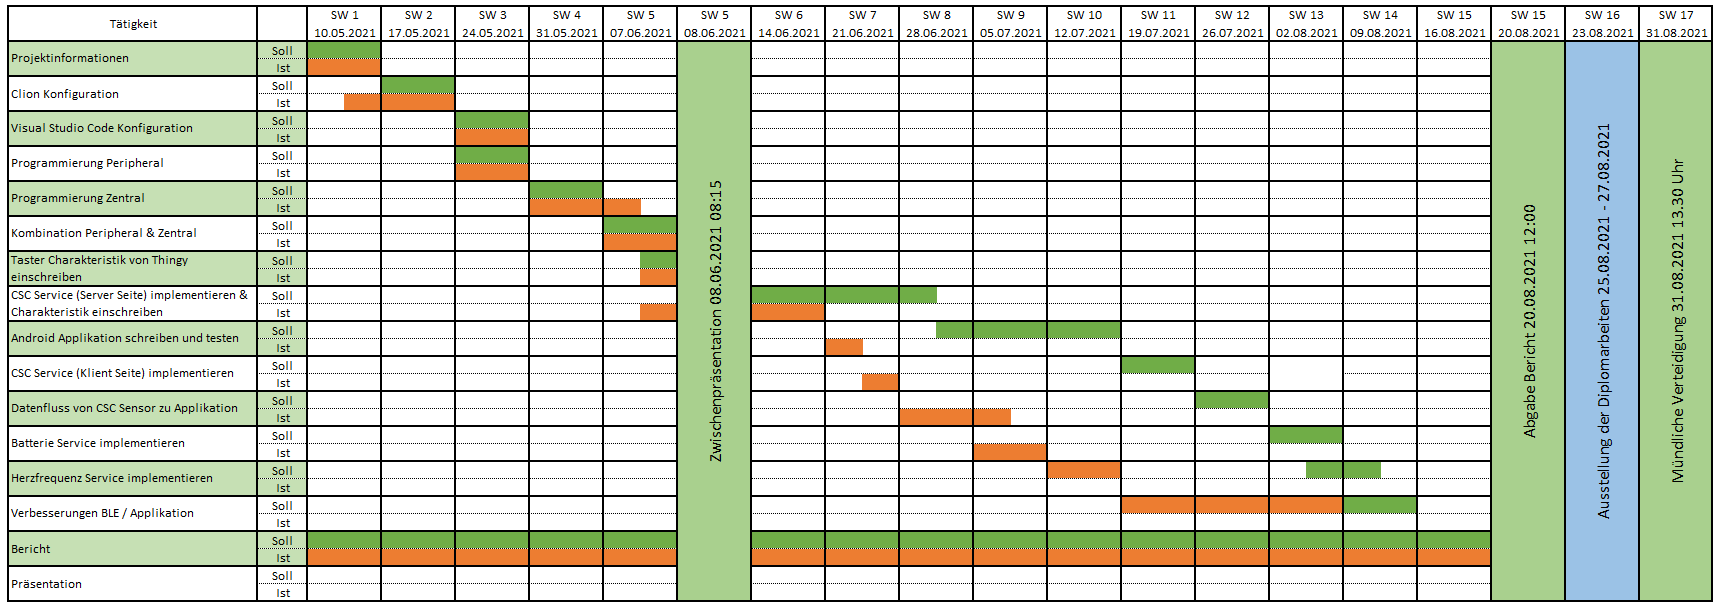 Tätigkeit
SW 1 SW 2 SW 3 SW 4 SW 5 SW 5 SW 6 SW 7 SW 8 SW 9 SW 10 SW 11 SW 12 SW 13 SW 14 SW 15 SW 15 SW 16 SW 17
10.05.2021 17.05.2021 24.05.2021 31.05.2021 07.06.2021 08.06.2021 14.06.2021 21.06.2021 28.06.2021 05.07.2021 12.07.2021 19.07.2021 26.07.2021 02.08.2021 09.08.2021 16.08.2021 20.08.2021 23.08.2021 31.08.2021
Projektinformationen
Soll
Ist
Clion Konfiguration
Soll
Ist
Visual Studio Code Konfiguration
Soll
Ist
Programmierung Peripheral
Soll
Ist
Programmierung Zentral
Soll
Ist
Kombination Peripheral & Zentral
Soll
Ist
Taster Charakteristik von Thingy
einschreiben
Soll
Ist
CSC Service (Server Seite) implementieren &
Charakteristik einschreiben
Soll
Ist
Android Applikation schreiben und testen
Soll
Ist
CSC Service (Klient Seite) implementieren
Soll
Ist
Datenfluss von CSC Sensor zu Applikation
Soll
Ist
Batterie Service implementieren
Soll
Ist
Herzfrequenz Service implementieren
Soll
Ist
Verbesserungen BLE / Applikation
Soll
Ist
Bericht
Soll
Ist
Präsentation
Soll
Ist
Zwischenpräsentation 08.06.2021 08:15
Abgabe Bericht 20.08.2021 12:00
Ausstellung der Diplomarbeiten 25.08.2021 - 27.08.2021
Mündliche Verteidigung 31.08.2021 13.30 Uhr